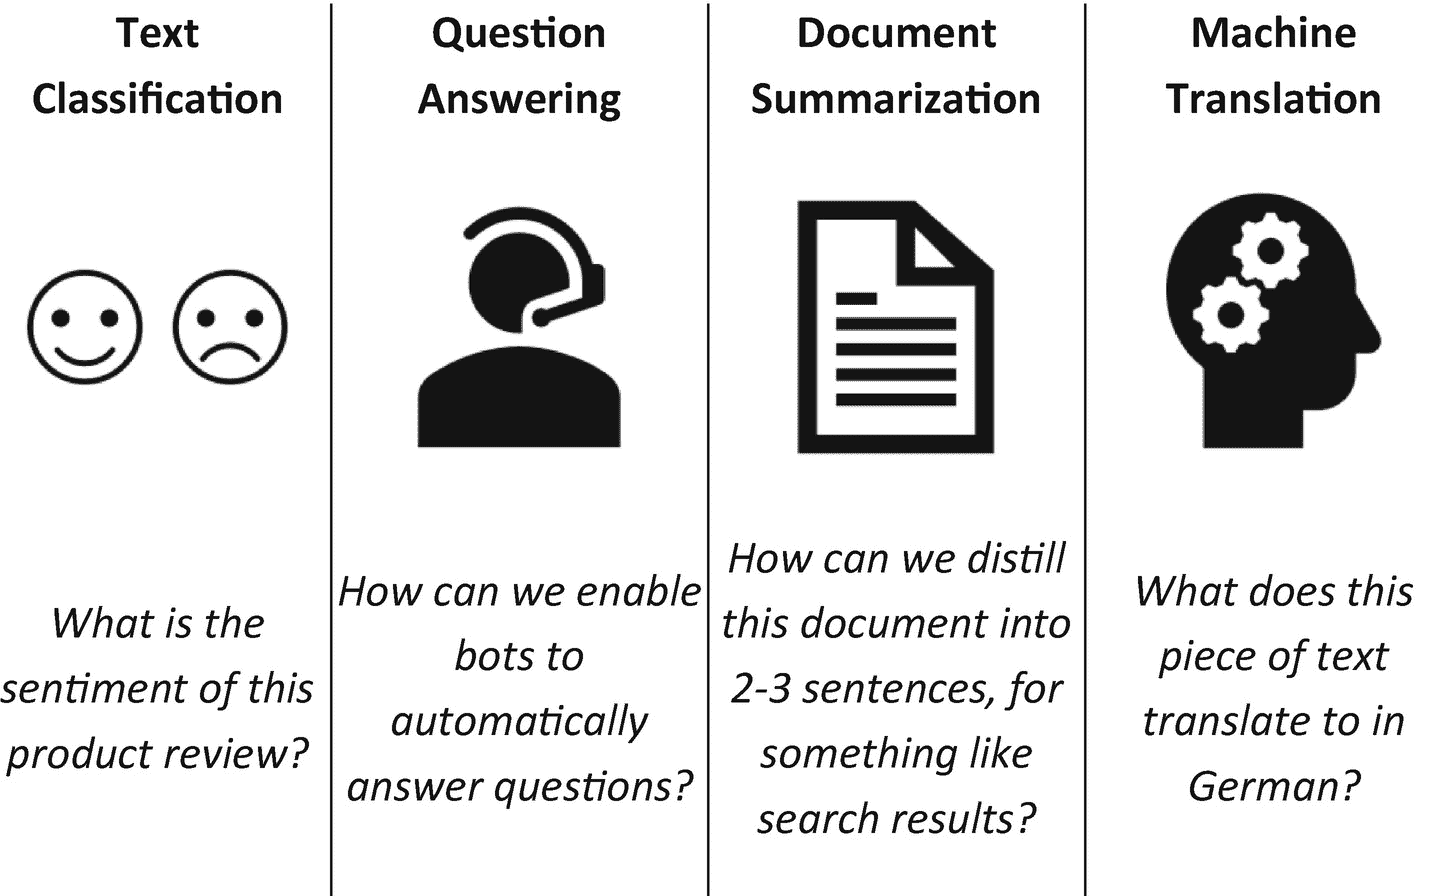 Text
Classification
What is the
sentiment of this
product review?
Question
Answering
How can we enable
bots to
automatically
answer questions?
Document
Summarization
How can we distill
this document into
2-3 sentences, for
something like
search results?
Machine
Translation
What does this
piece of text
translate to in
German?